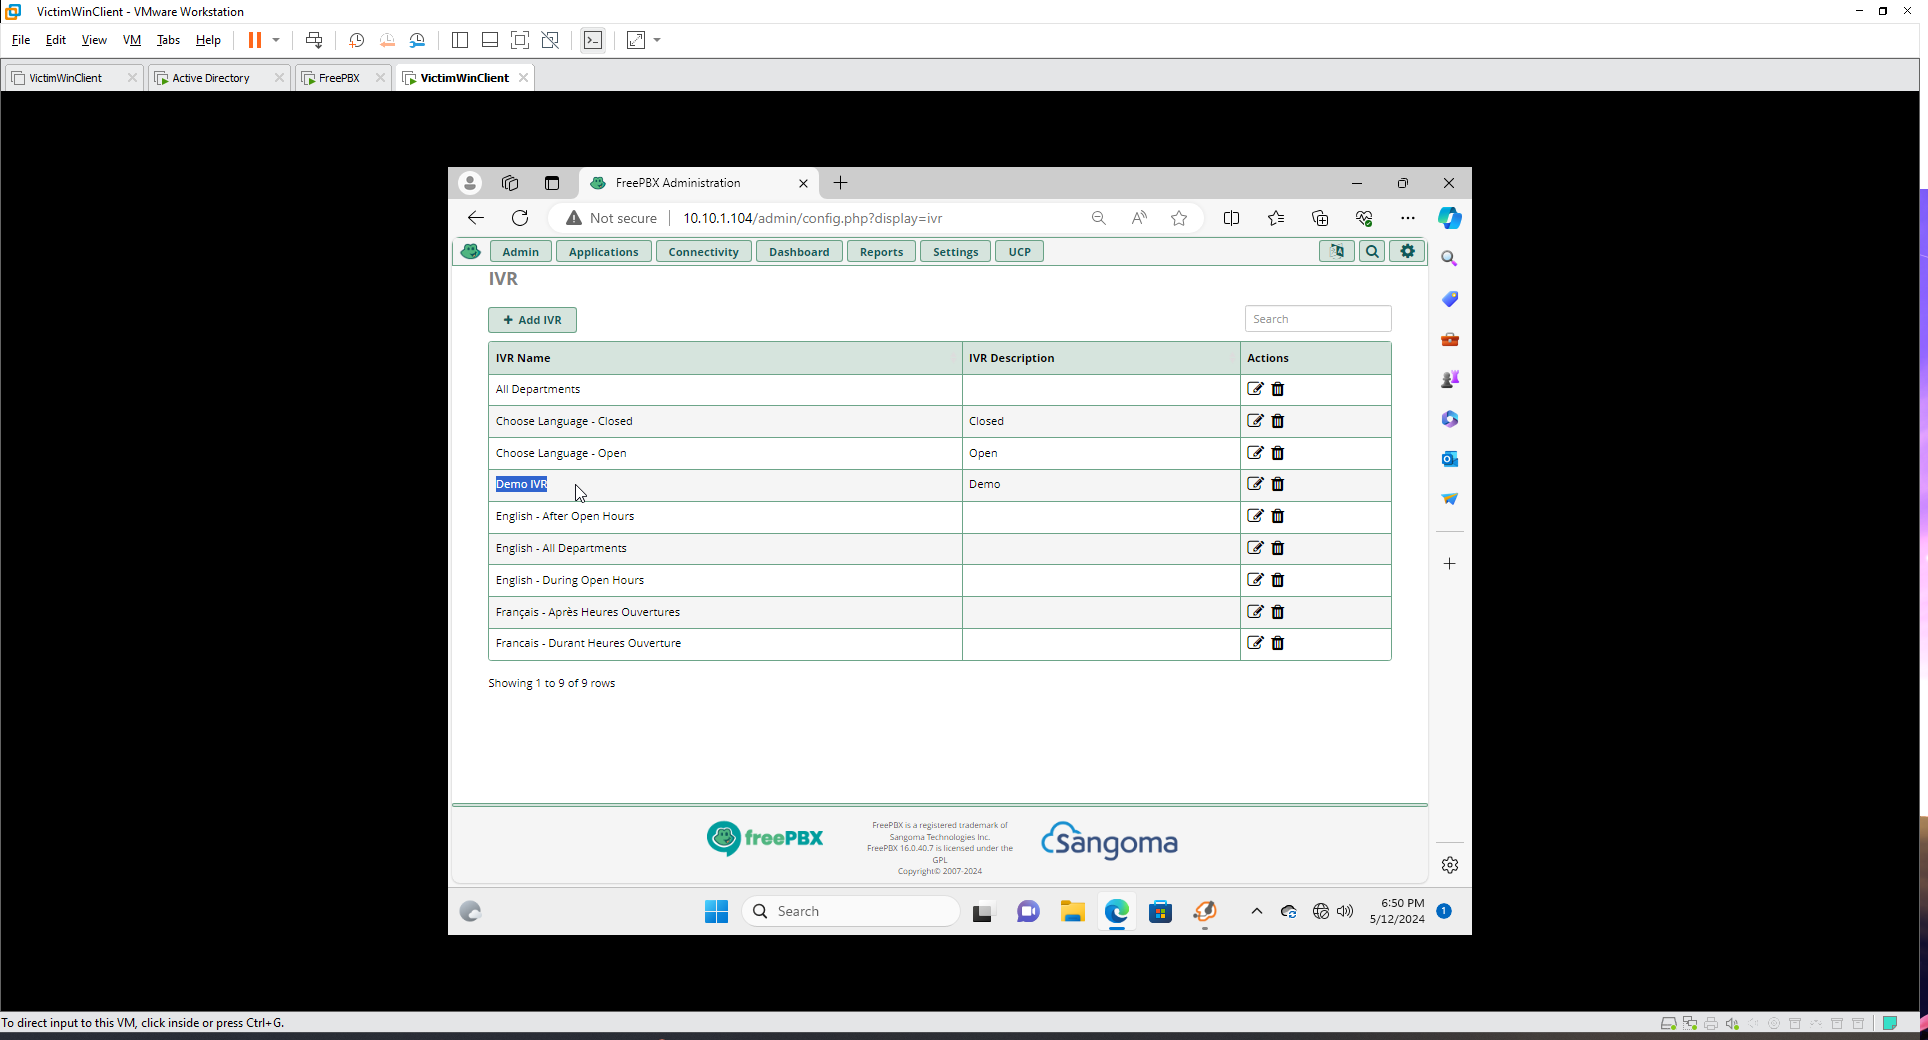 VictimWinClient - VMware Workstation
File Edit View VM Tabs Help
VictimWinClient Active Directory FreePBX VictimWinClient
FreePBX Administration
Not secure 10.10.1.104/admin/config.php?display=ivr
Admin Applications Connectivity Dashboard Reports Settings UCP
IVR
+ Add IVR Search
IVR Name IVR Description Actions
All Departments
Choose Language - Closed Closed
Choose Language - Open Open
Demo IVR Demo
English - After Open Hours
English - All Departments
English - During Open Hours
Français - Après Heures Ouvertures
Francais - Durant Heures Ouverture
Showing 1 to 9 of 9 rows
freePBX
FreePBX is a registered trademark of
Sangoma Technologies Inc.
FreePBX 16.0.40.7 is licensed under the
GPL
Copyright© 2007-2024
Sangoma
Search
6:50 PM
5/12/2024
1
To direct input to this VM, click inside or press Ctrl+G.